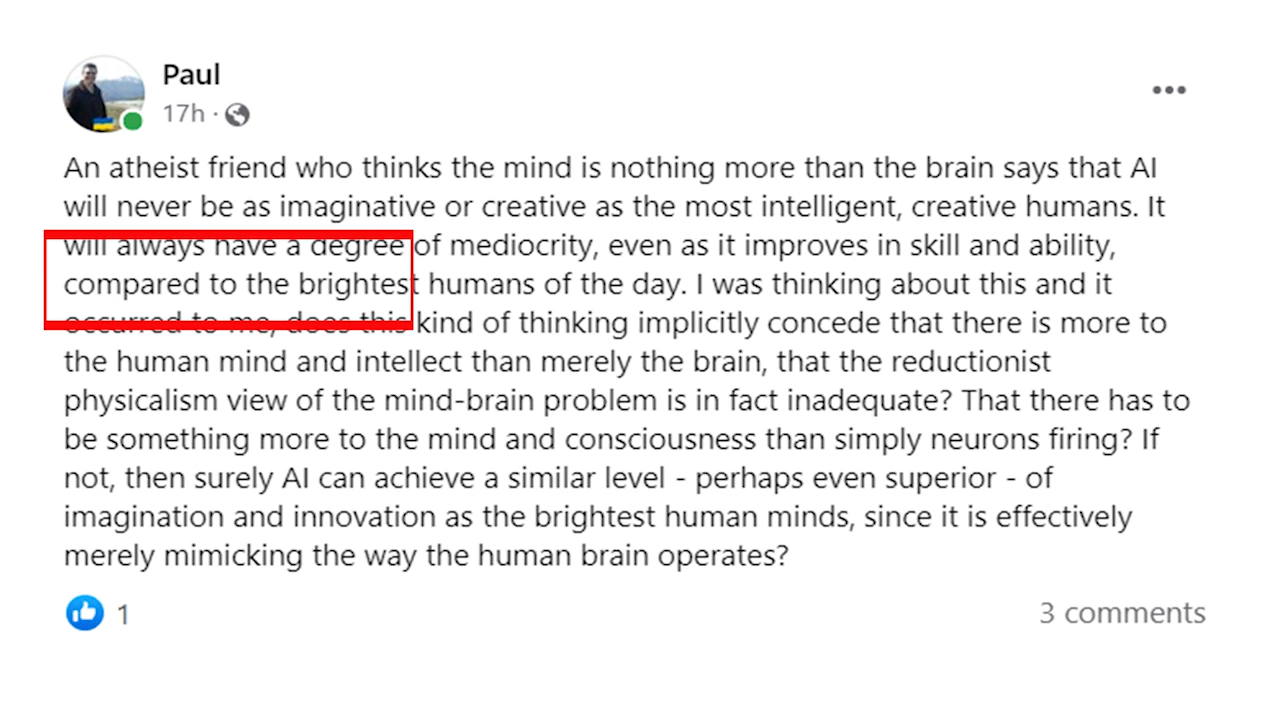 Paul
17h ·
An atheist friend who thinks the mind is nothing more than the brain says that AI
will never be as imaginative or creative as the most intelligent, creative humans. It
will always have a degree of mediocrity, even as it improves in skill and ability,
compared to the brightest humans of the day. I was thinking about this and it
occurred to me, does this kind of thinking implicitly concede that there is more to
the human mind and intellect than merely the brain, that the reductionist
physicalism view of the mind-brain problem is in fact inadequate? That there has to
be something more to the mind and consciousness than simply neurons firing? If
not, then surely AI can achieve a similar level - perhaps even superior - of
imagination and innovation as the brightest human minds, since it is effectively
merely mimicking the way the human brain operates?
1
3 comments